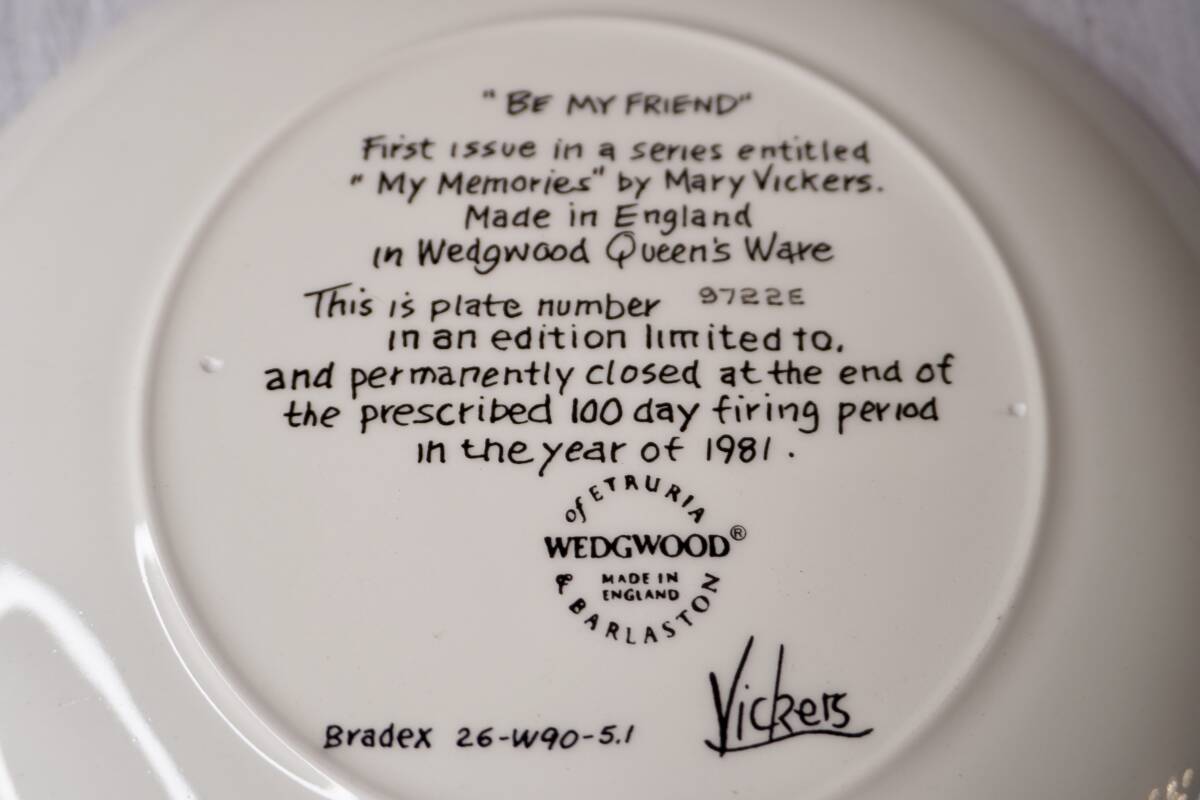 "BE MY FRIEND"
First issue in a series entitled
"My Memories" by Mary Vickers.
Made in England
in Wedgwood Queen's Ware
This is plate number 9722E
in an edition limited to,
and permanently closed at the end of
the prescribed 100 day firing period
in the year of 1981.
of ETRURIA
WEDGWOOD®
MADE IN
ENGLAND
& BARLASTON
Vickers
Bradex 26-W90-5.1